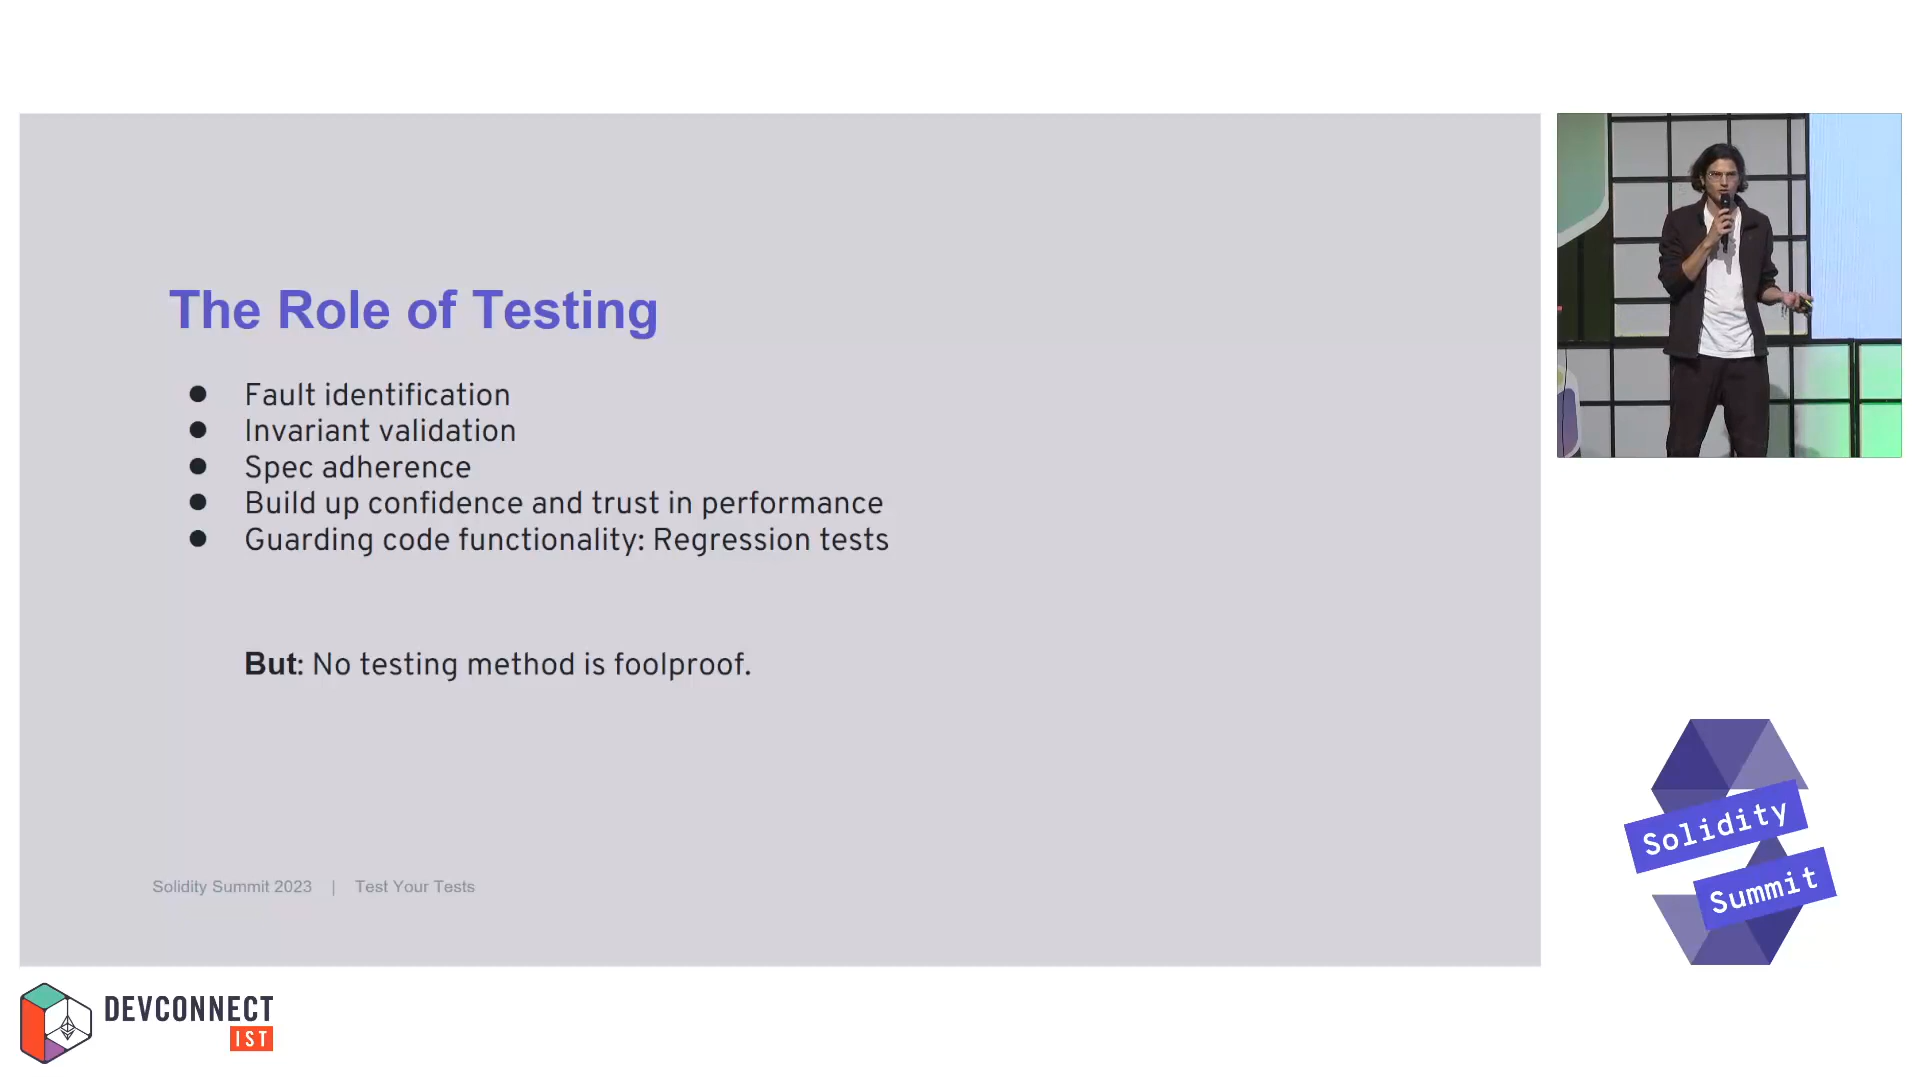 The Role of Testing
● Fault identification
● Invariant validation
● Spec adherence
● Build up confidence and trust in performance
● Guarding code functionality: Regression tests
But: No testing method is foolproof.
Solidity Summit 2023 | Test Your Tests
Solidity
Summit
DEVCONNECT
IST